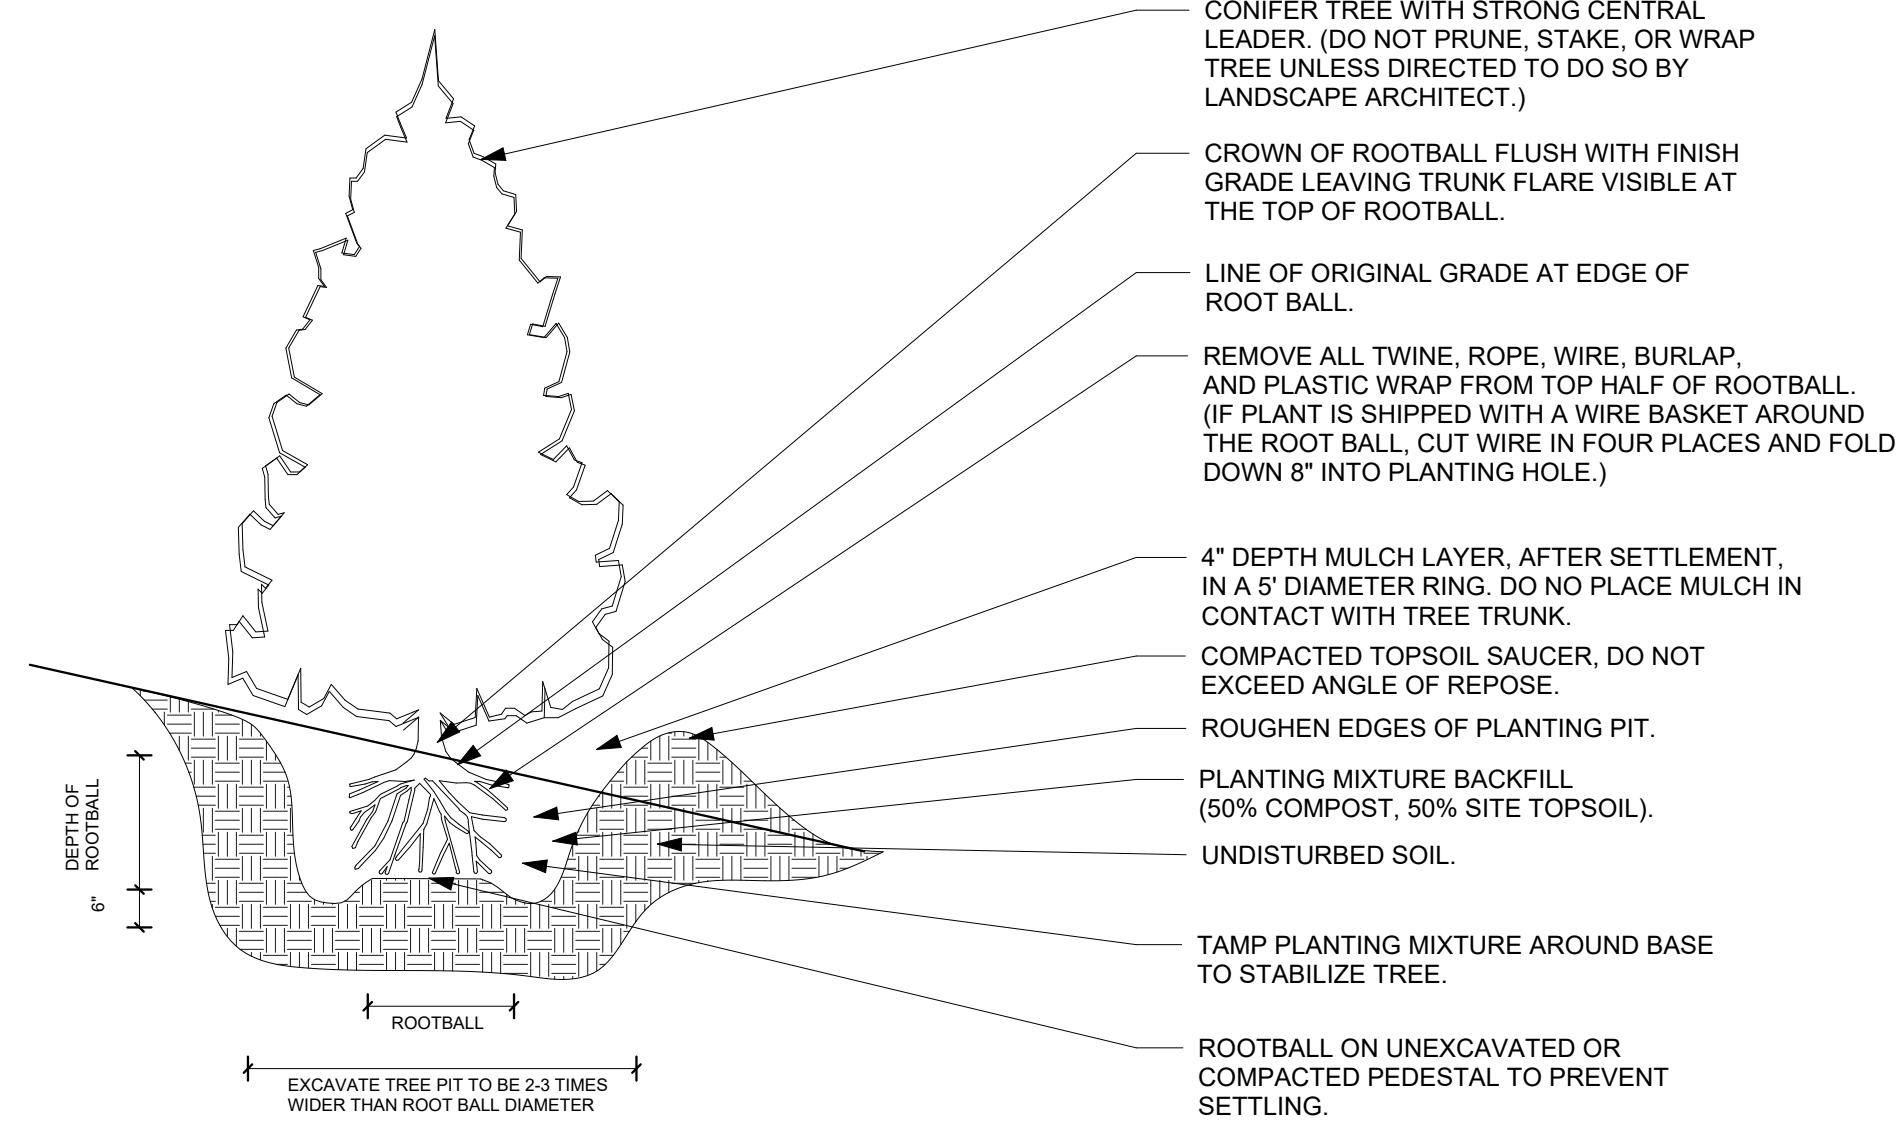 CONIFER TREE WITH STRONG CENTRAL
LEADER. (DO NOT PRUNE, STAKE, OR WRAP
TREE UNLESS DIRECTED TO DO SO BY
LANDSCAPE ARCHITECT.)
CROWN OF ROOTBALL FLUSH WITH FINISH
GRADE LEAVING TRUNK FLARE VISIBLE AT
THE TOP OF ROOTBALL.
LINE OF ORIGINAL GRADE AT EDGE OF
ROOT BALL.
REMOVE ALL TWINE, ROPE, WIRE, BURLAP,
AND PLASTIC WRAP FROM TOP HALF OF ROOTBALL.
(IF PLANT IS SHIPPED WITH A WIRE BASKET AROUND
THE ROOT BALL, CUT WIRE IN FOUR PLACES AND FOLD
DOWN 8" INTO PLANTING HOLE.)
4" DEPTH MULCH LAYER, AFTER SETTLEMENT,
IN A 5' DIAMETER RING. DO NO PLACE MULCH IN
CONTACT WITH TREE TRUNK.
COMPACTED TOPSOIL SAUCER, DO NOT
EXCEED ANGLE OF REPOSE.
ROUGHEN EDGES OF PLANTING PIT.
PLANTING MIXTURE BACKFILL
(50% COMPOST, 50% SITE TOPSOIL).
UNDISTURBED SOIL.
TAMP PLANTING MIXTURE AROUND BASE
TO STABILIZE TREE.
ROOTBALL ON UNEXCAVATED OR
COMPACTED PEDESTAL TO PREVENT
SETTLING.
DEPTH OF
ROOTBALL
6"
ROOTBALL
EXCAVATE TREE PIT TO BE 2-3 TIMES
WIDER THAN ROOT BALL DIAMETER